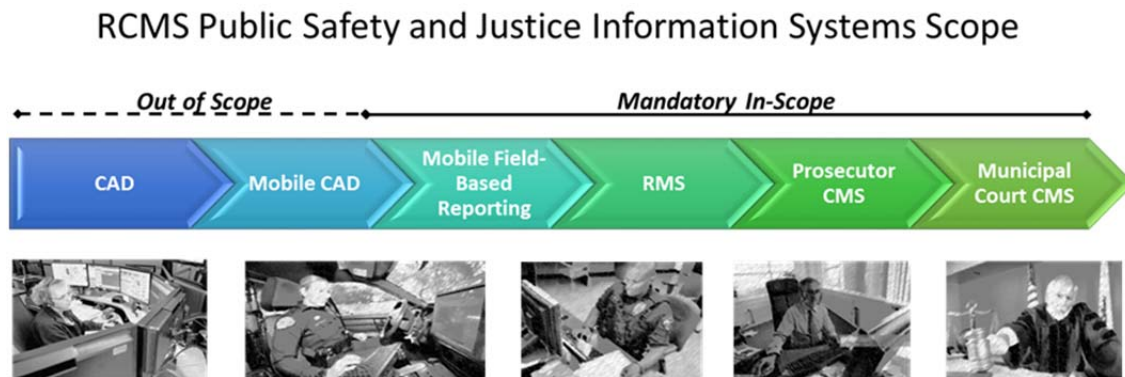 RCMS Public Safety and Justice Information Systems Scope
Out of Scope
Mandatory In-Scope
CAD
Mobile CAD
Mobile Field-
Based
Reporting
RMS
Prosecutor
CMS
Municipal
Court CMS